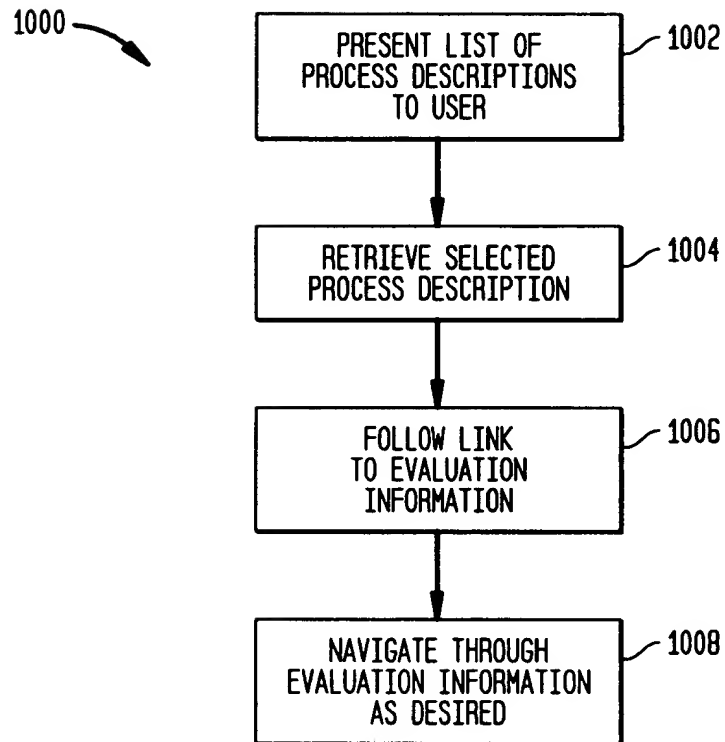 1000
PRESENT LIST OF
PROCESS DESCRIPTIONS
TO USER
1002
RETRIEVE SELECTED
PROCESS DESCRIPTION
1004
FOLLOW LINK
TO EVALUATION
INFORMATION
1006
NAVIGATE THROUGH
EVALUATION INFORMATION
AS DESIRED
1008